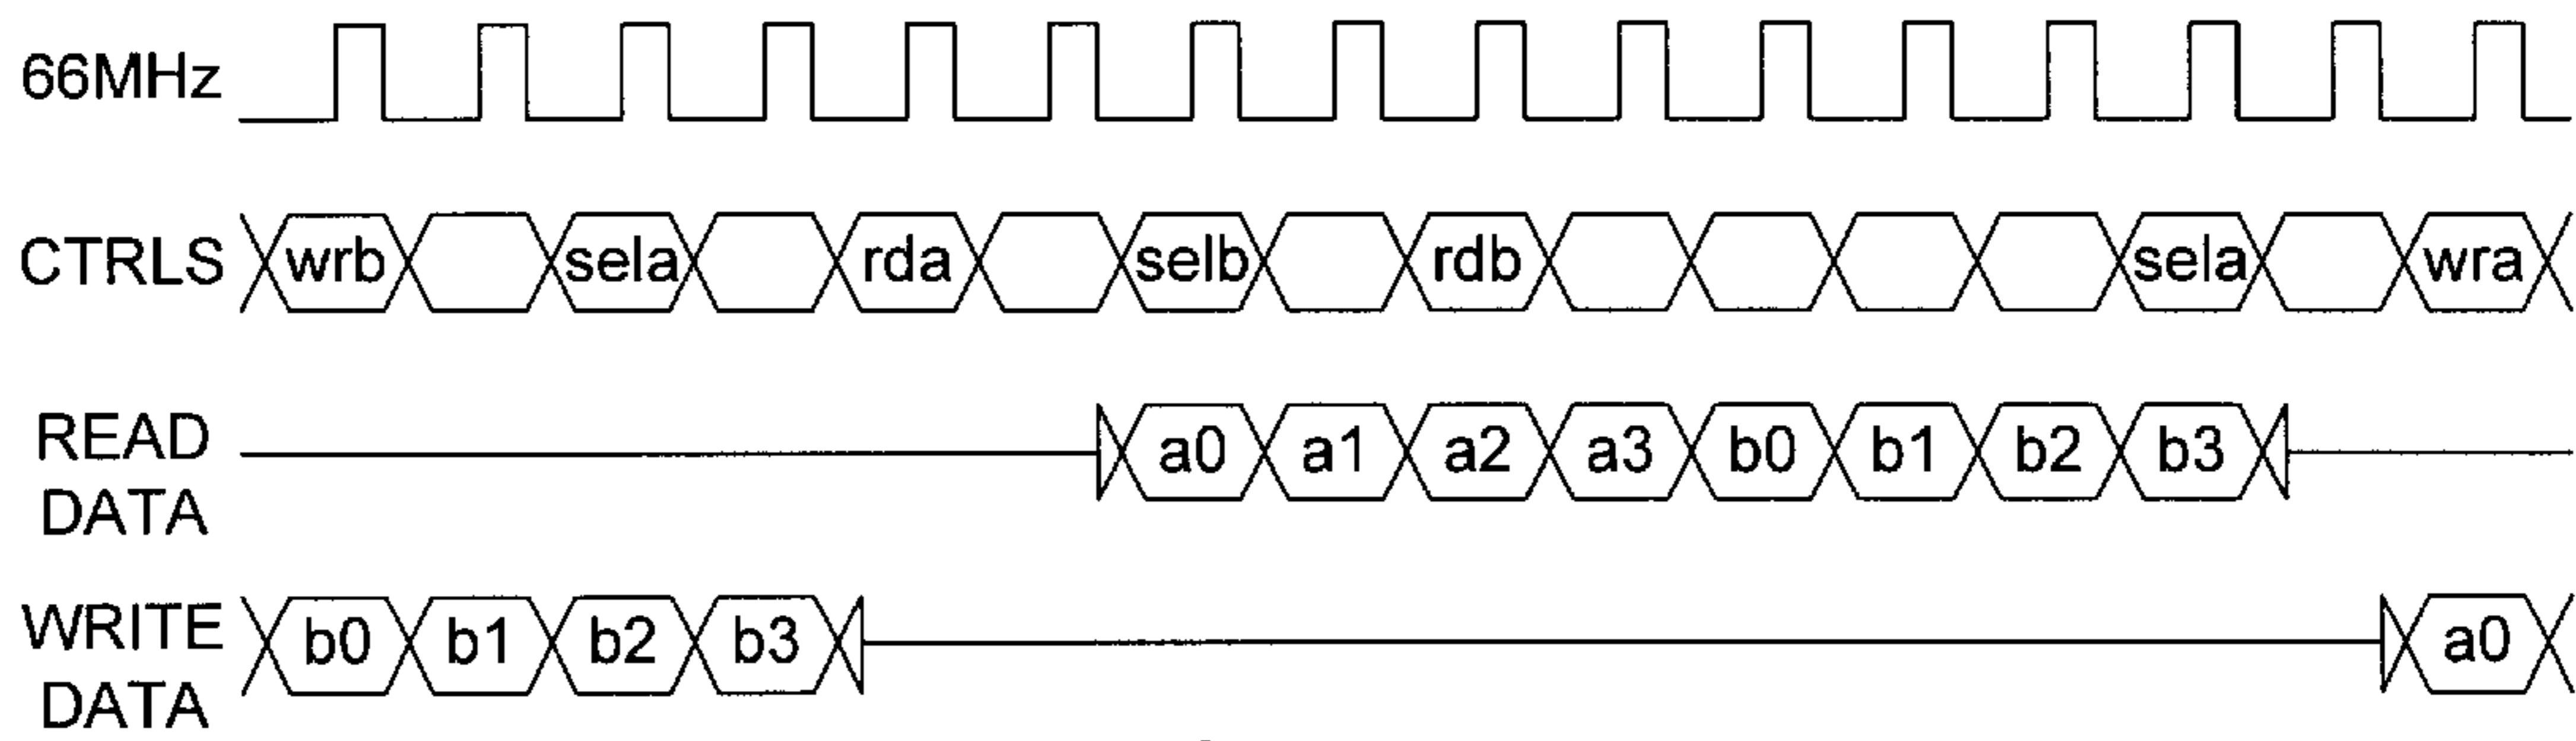 66MHz
CTRLS wrb sela rda selb rdb sela wra
READ DATA a0 a1 a2 a3 b0 b1 b2 b3
WRITE DATA b0 b1 b2 b3 a0